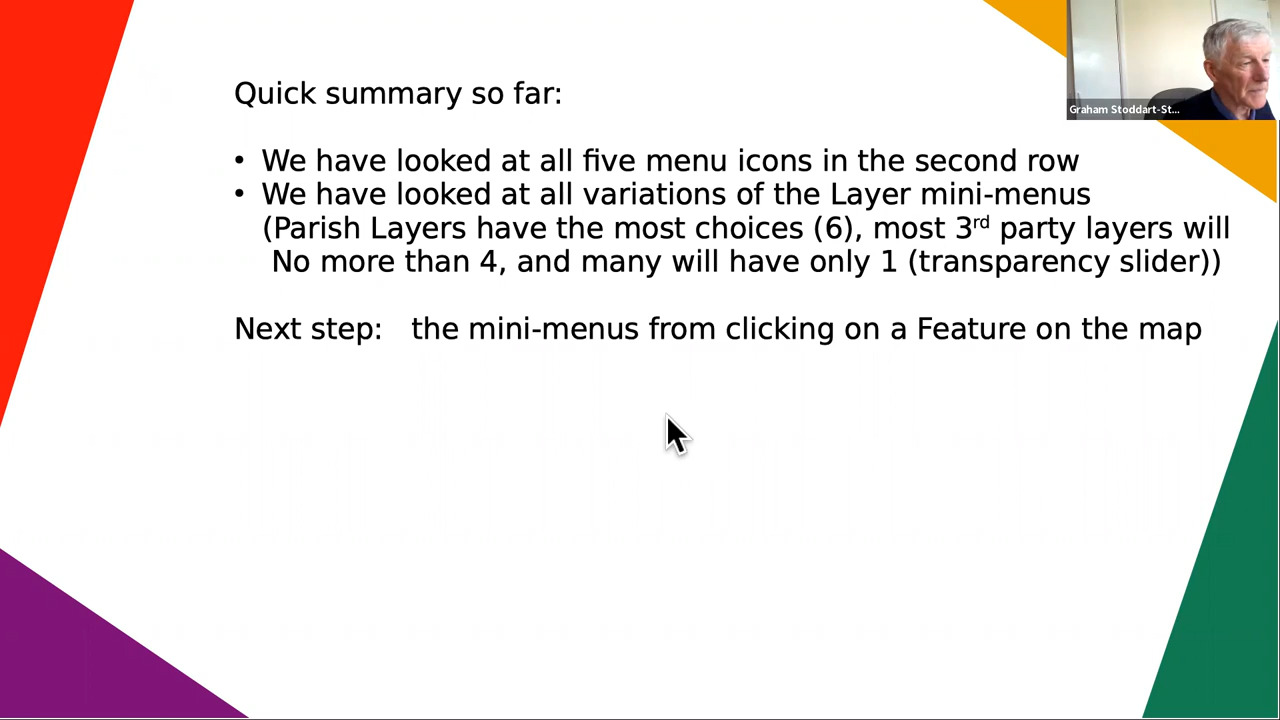 Graham Stoddart-St...
Quick summary so far:
• We have looked at all five menu icons in the second row
• We have looked at all variations of the Layer mini-menus
(Parish Layers have the most choices (6), most 3rd party layers will
No more than 4, and many will have only 1 (transparency slider))
Next step: the mini-menus from clicking on a Feature on the map